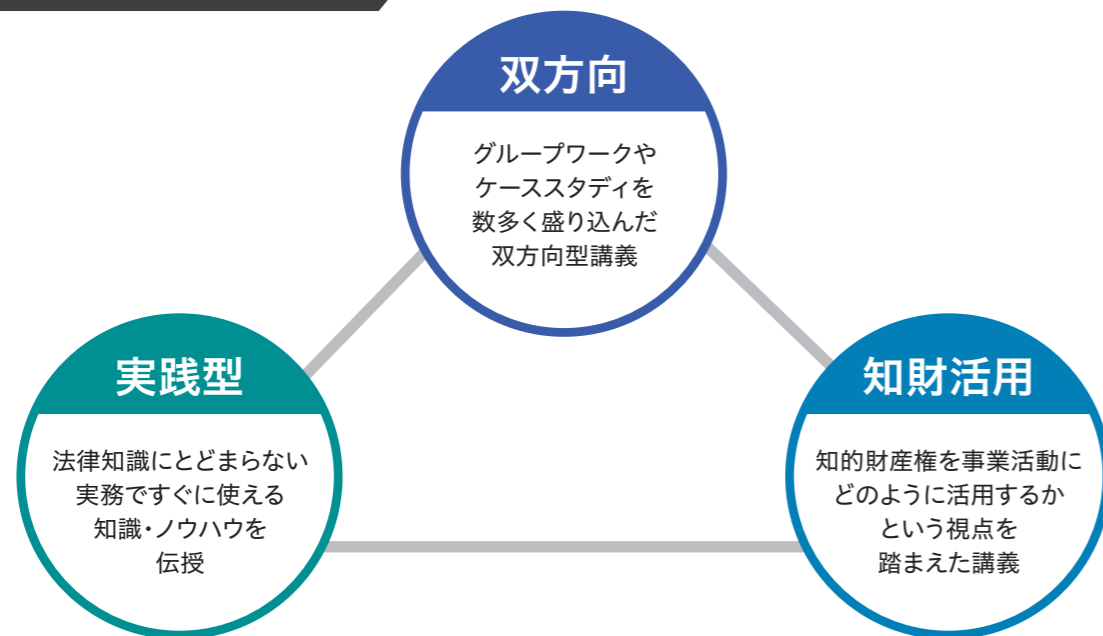 双方向
グループワークや
ケーススタディを
数多く盛り込んだ
双方向型講義
実践型
法律知識にとどまらない
実務ですぐに使える
知識・ノウハウを
伝授
知財活用
知的財産権を事業活動に
どのように活用するか
という視点を
踏まえた講義